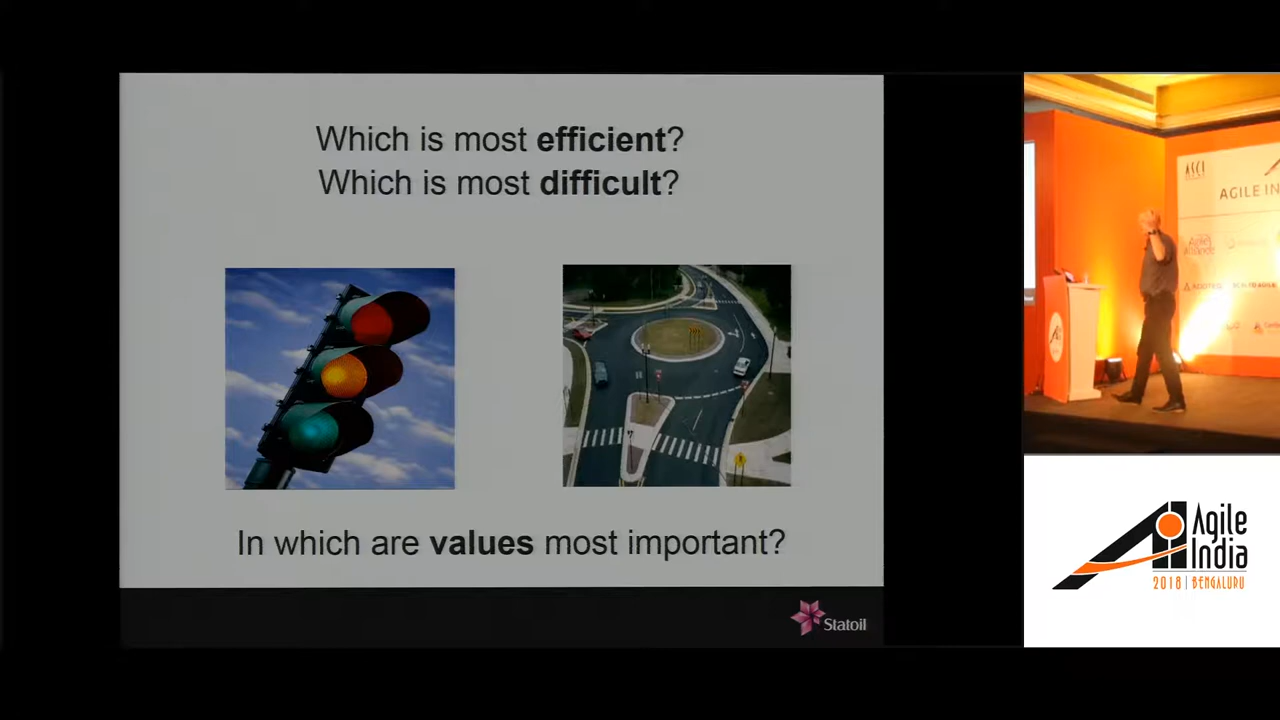 Which is most efficient?
Which is most difficult?
In which are values most important?
Statoil
ASCI
AGILE IN
Agile
India
2018 | BENGALURU